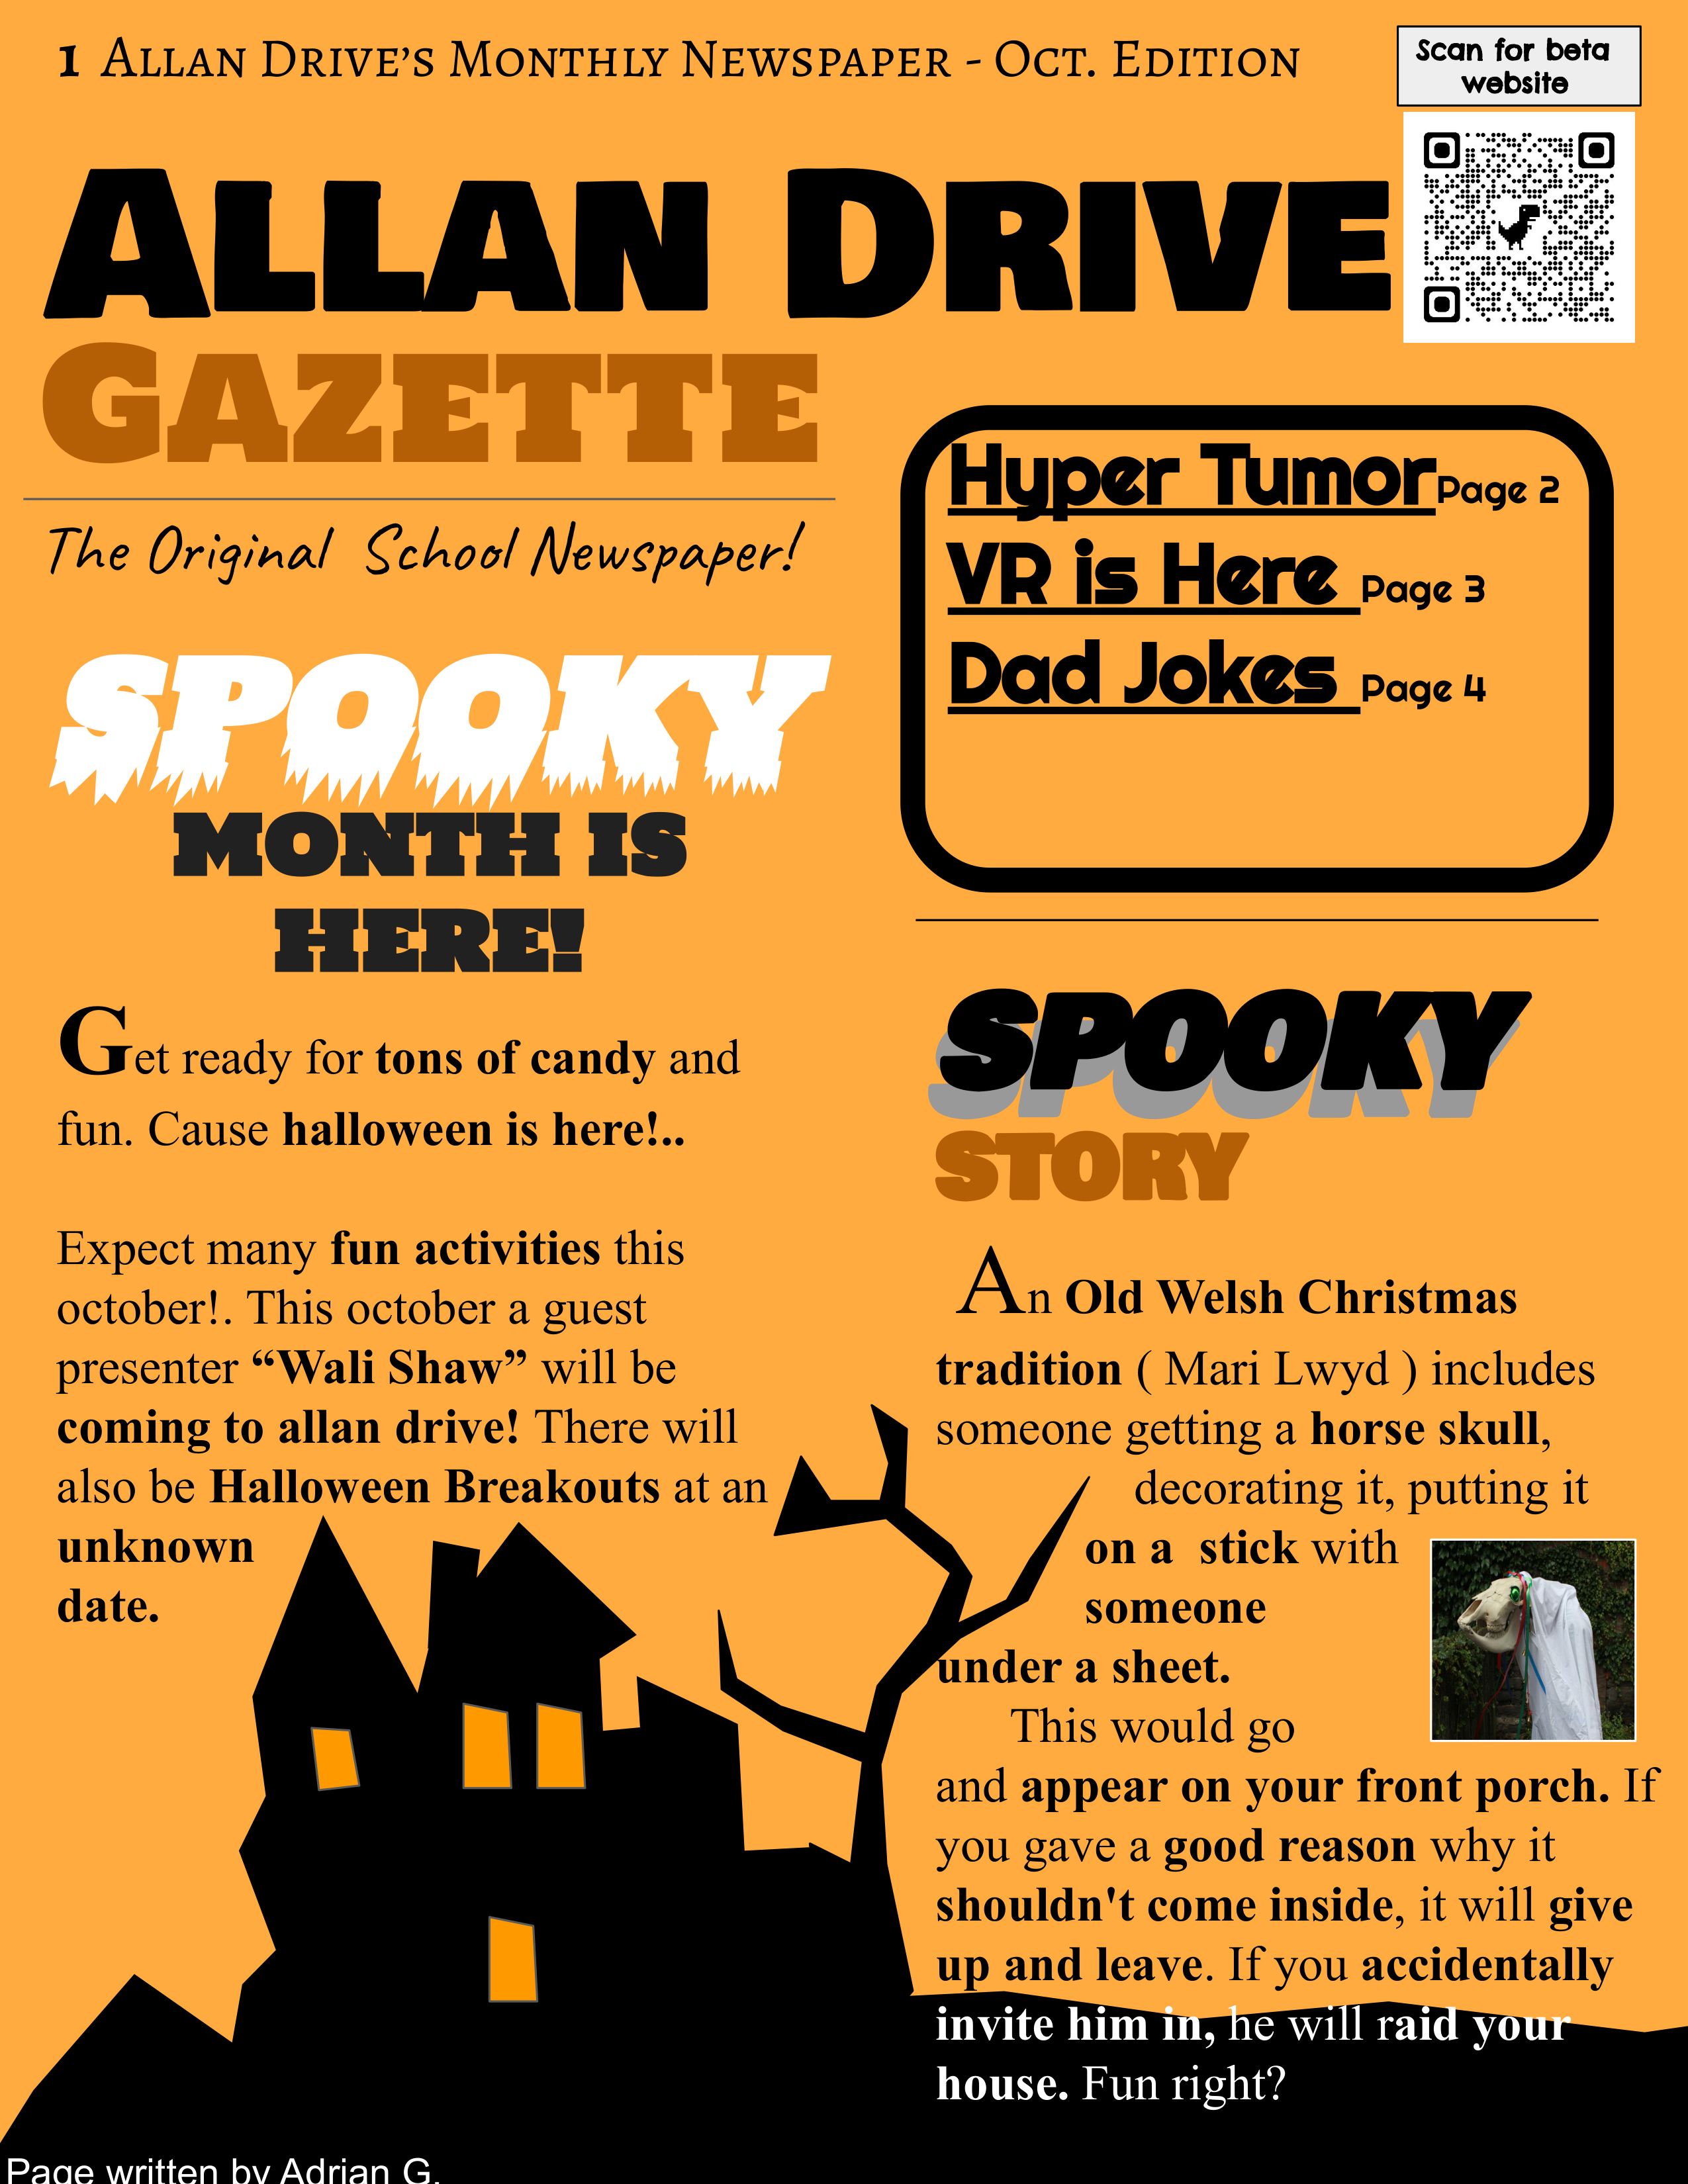 1 Allan Drive's Monthly Newspaper - Oct. Edition
Scan for beta
website
Allan Drive
Gazette
The Original School Newspaper!
Hyper Tumor Page 2
VR is Here Page 3
Dad Jokes Page 4
SPOOKY
MONTH IS
HERE!
Get ready for tons of candy and
fun. Cause halloween is here!..
Expect many fun activities this
october!. This october a guest
presenter “Wali Shaw” will be
coming to allan drive! There will
also be Halloween Breakouts at an
unknown
date.
SPOOKY
STORY
An Old Welsh Christmas
tradition ( Mari Lwyd ) includes
someone getting a horse skull,
decorating it, putting it
on a stick with
someone
under a sheet.
This would go
and appear on your front porch. If
you gave a good reason why it
shouldn't come inside, it will give
up and leave. If you accidentally
invite him in, he will raid your
house. Fun right?
Page written by Adrian G.